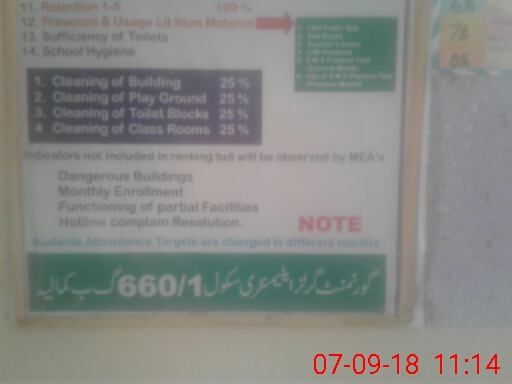 11. Retention 1-5 100 %
12. Presence & Usage Lit Num Material
13. Sufficiency of Toilets
14. School Hygiene
1. Cleaning of Building 25 %
2. Cleaning of Play Ground 25 %
3. Cleaning of Toilet Blocks 25 %
4 Cleaning of Class Rooms 25 %
Indicators not included in ranking but will be observed by MEA's
Dangerous Buildings
Monthly Enrollment
Functioning of partial Facilities
Hotline complain Resolution.
NOTE
Students Attendance Targets are changed in different months
گورنمنٹ گرلز ایلیمنٹری سکول 660/1 گ ب کمالیہ
07-09-18 11:14